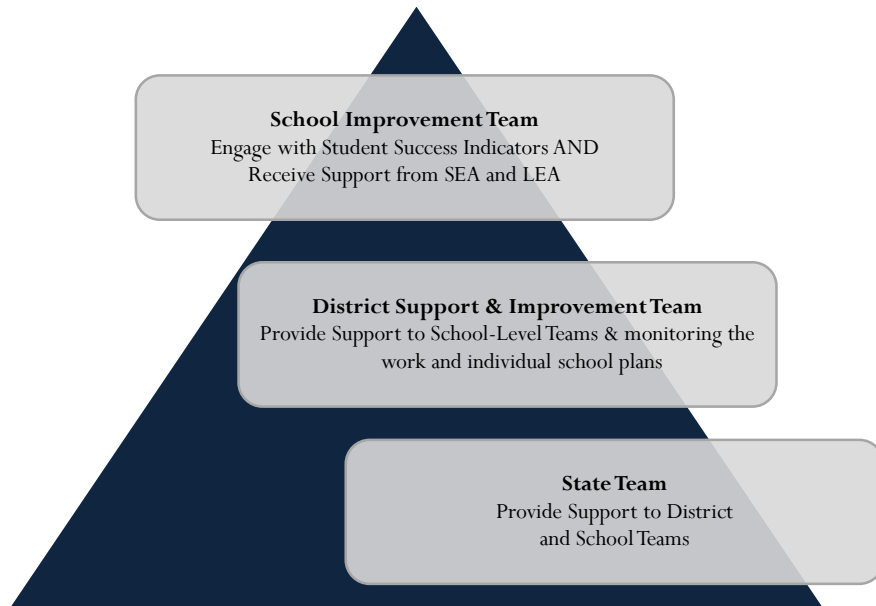 School Improvement Team
Engage with Student Success Indicators AND
Receive Support from SEA and LEA
District Support & Improvement Team
Provide Support to School-Level Teams & monitoring the
work and individual school plans
State Team
Provide Support to District
and School Teams